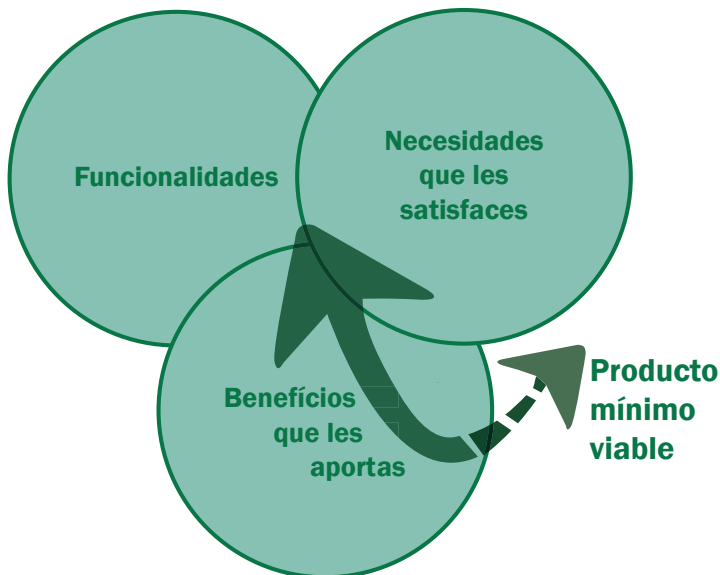 Funcionalidades
Necesidades
que les
satisfaces
Benefícios
que les
aportas
Producto
mínimo
viable